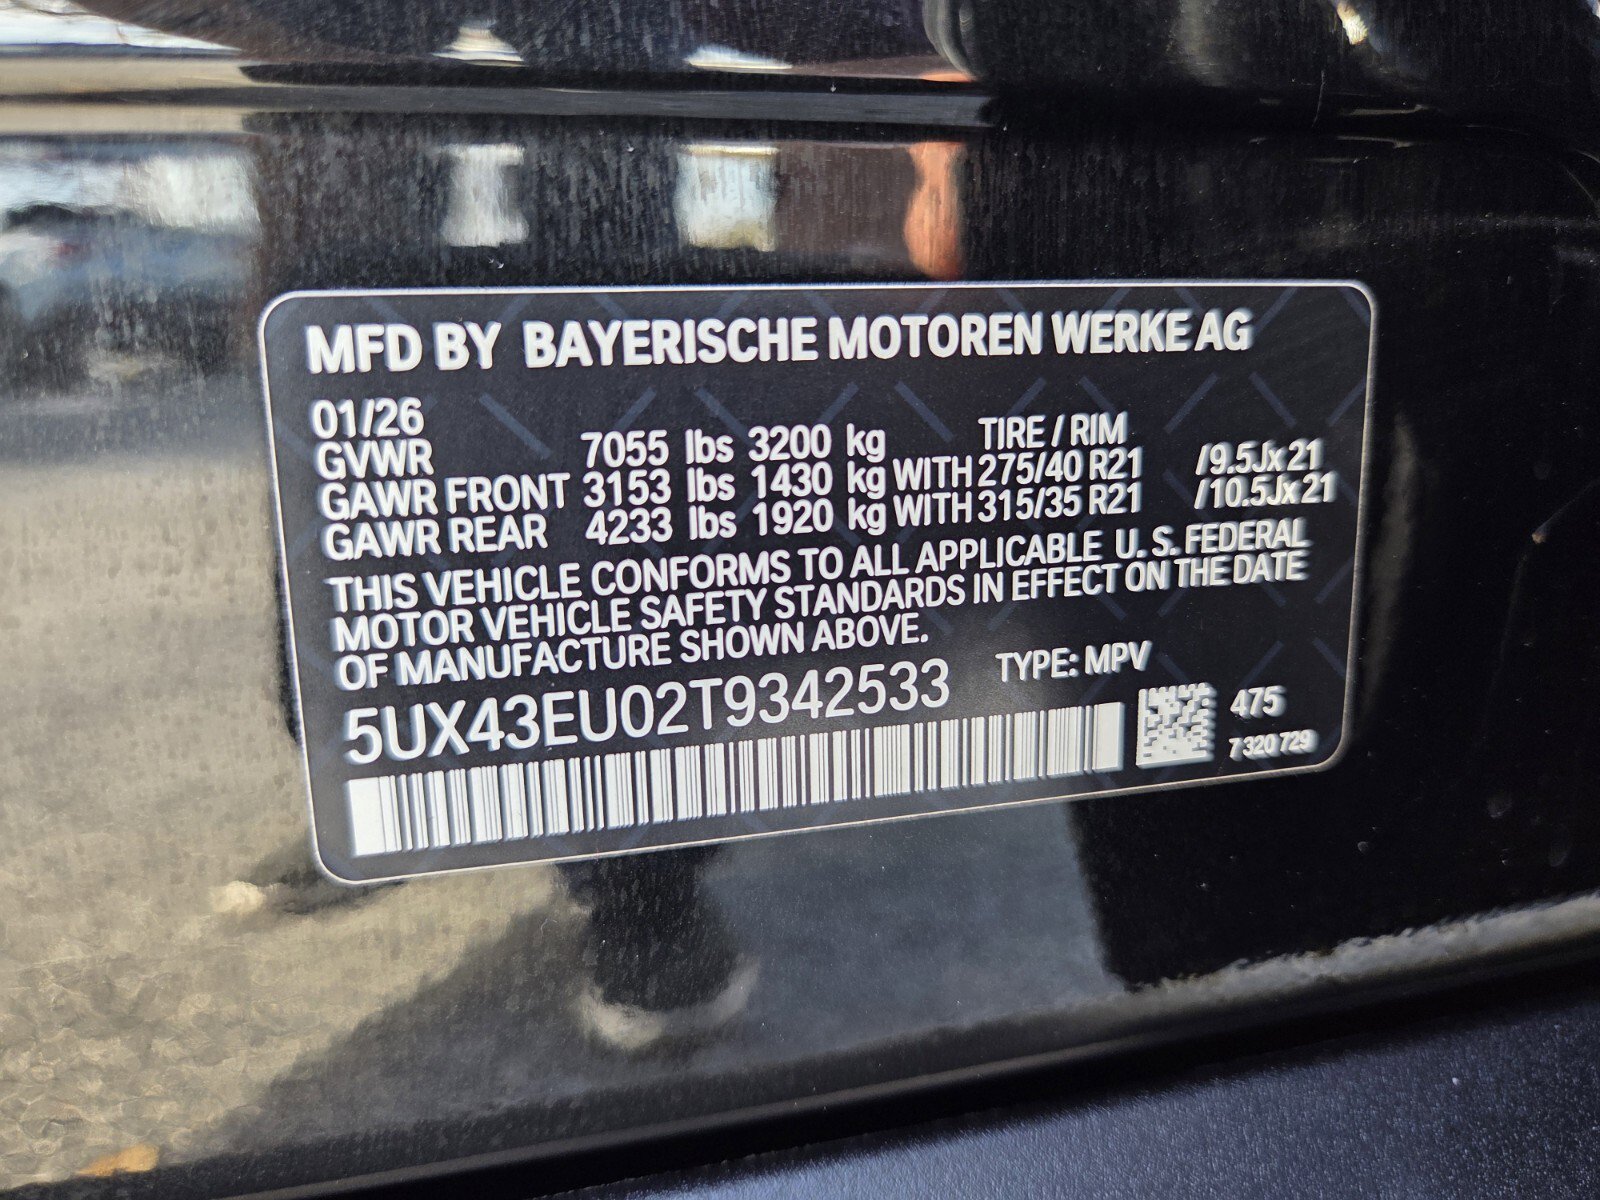 MFD BY BAYERISCHE MOTOREN WERKE AG
01/26
GVWR 7055 lbs 3200 kg TIRE / RIM
GAWR FRONT 3153 lbs 1430 kg WITH 275/40 R21 /9.5Jx21
GAWR REAR 4233 lbs 1920 kg WITH 315/35 R21 /10.5Jx21
THIS VEHICLE CONFORMS TO ALL APPLICABLE U. S. FEDERAL
MOTOR VEHICLE SAFETY STANDARDS IN EFFECT ON THE DATE
OF MANUFACTURE SHOWN ABOVE.
5UX43EU02T9342533 TYPE: MPV
475
7 320 729